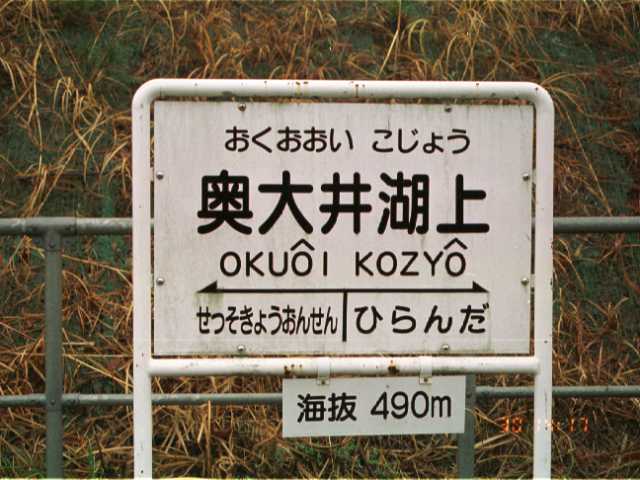 おくおおい こじょう
奥大井湖上
OKUÔI KOZYÔ
せっそきょうおんせん ひらんだ
海抜 490m